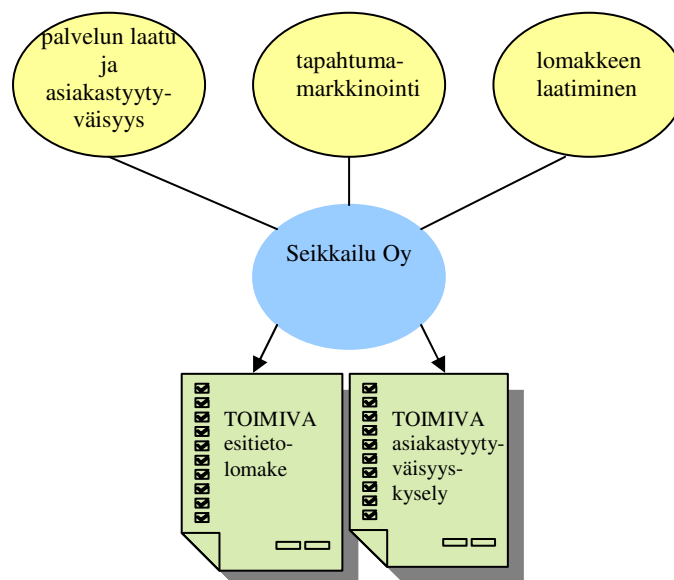 palvelun laatu
ja
asiakastyyty-
väisyys
tapahtuma-
markkinointi
lomakkeen
laatiminen
Seikkailu Oy
TOIMIVA
esitieto-
lomake
TOIMIVA
asiakastyyty-
väisyys-
kysely